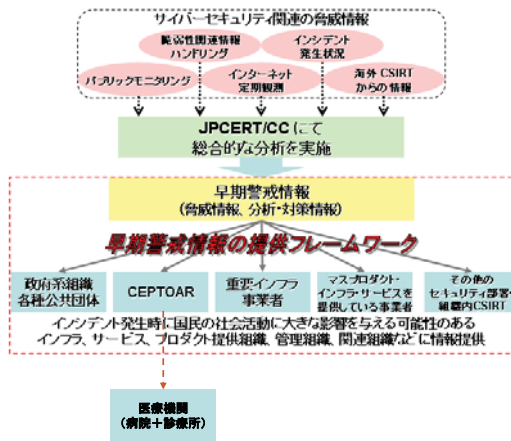 サイバーセキュリティ関連の脅威情報
脆弱性関連情報
ハンドリング
インシデント
発生状況
パブリックモニタリング
インターネット
定期観測
海外CSIRT
からの情報
JPCERT/CCにて
総合的な分析を実施
早期警戒情報
(脅威情報、分析・対策情報)
早期警戒情報の提供フレームワーク
政府系組織
各種公共団体
CEPTOAR
重要インフラ
事業者
マスプロダクト・
インフラ・サービスを
提供している事業者
その他の
セキュリティ部署・
組織内CSIRT
インシデント発生時に国民の社会活動に大きな影響を与える可能性のある
インフラ、サービス、プロダクト提供組織、管理組織、関連組織などに情報提供
医療機関
(病院+診療所)